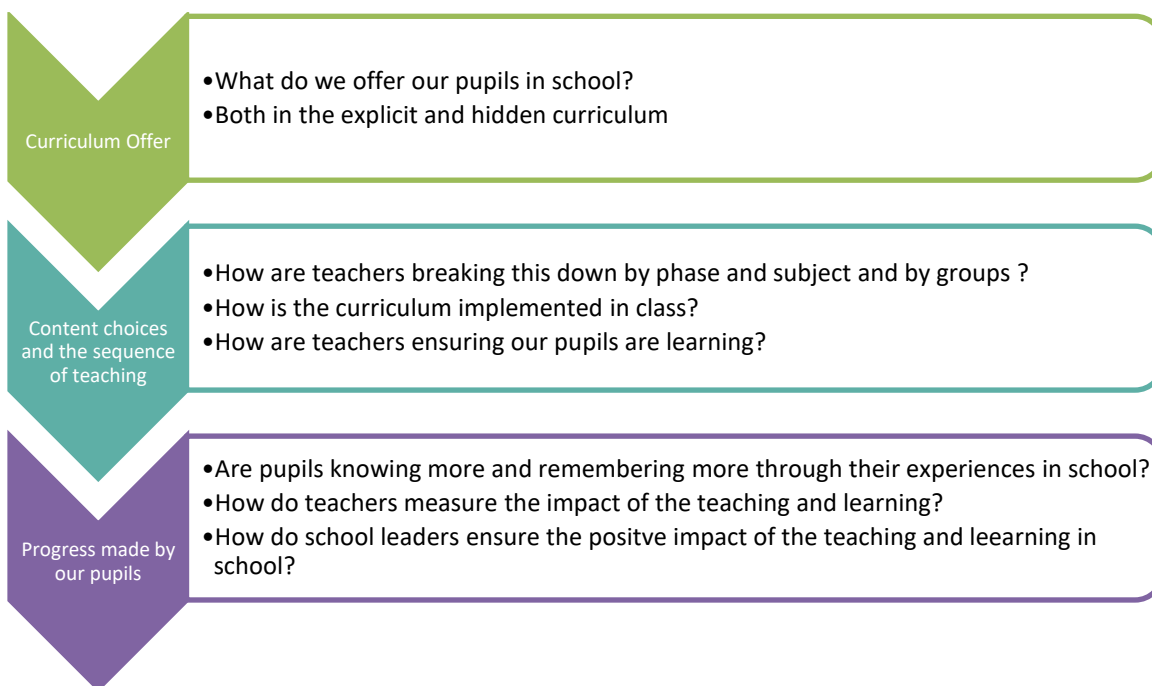 Curriculum Offer
•What do we offer our pupils in school?
•Both in the explicit and hidden curriculum
Content choices
and the sequence
of teaching
•How are teachers breaking this down by phase and subject and by groups ?
•How is the curriculum implemented in class?
•How are teachers ensuring our pupils are learning?
Progress made by
our pupils
•Are pupils knowing more and remembering more through their experiences in school?
•How do teachers measure the impact of the teaching and learning?
•How do school leaders ensure the positve impact of the teaching and leearning in
school?